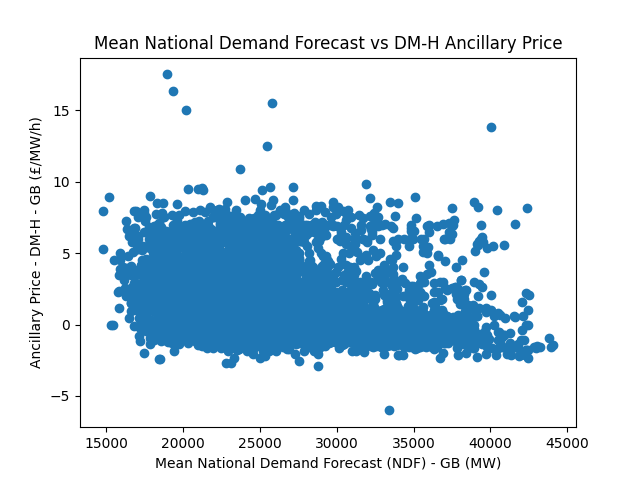 Mean National Demand Forecast vs DM-H Ancillary Price
15
10
5
0
−5
Ancillary Price - DM-H - GB (£/MW/h)
15000 20000 25000 30000 35000 40000 45000
Mean National Demand Forecast (NDF) - GB (MW)